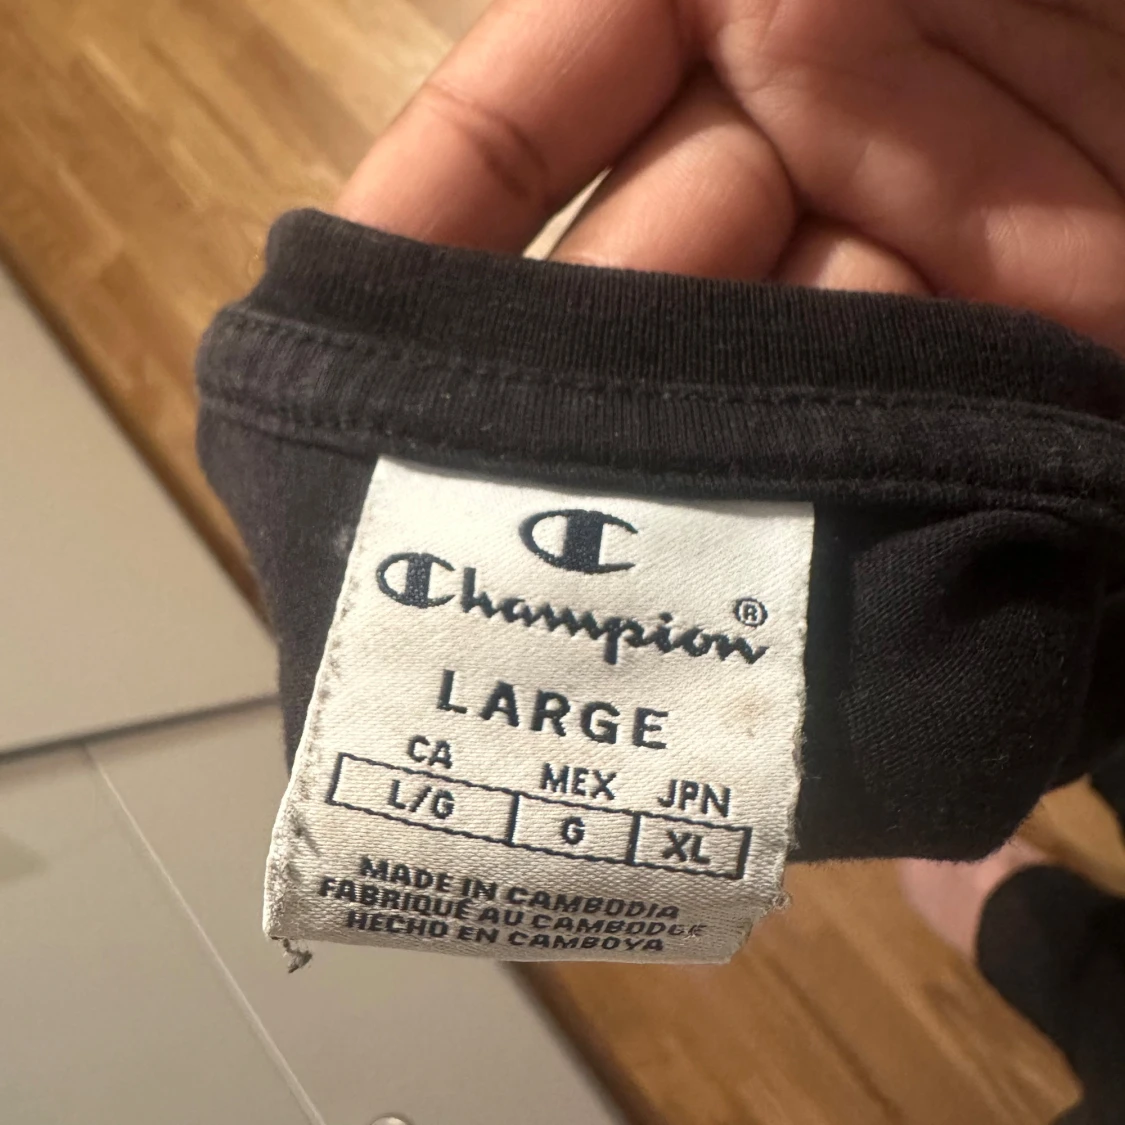 Champion®
LARGE
CA MEX JPN
L/G G XL
MADE IN CAMBODIA
FABRIQUÉ AU CAMBODGE
HECHO EN CAMBOYA